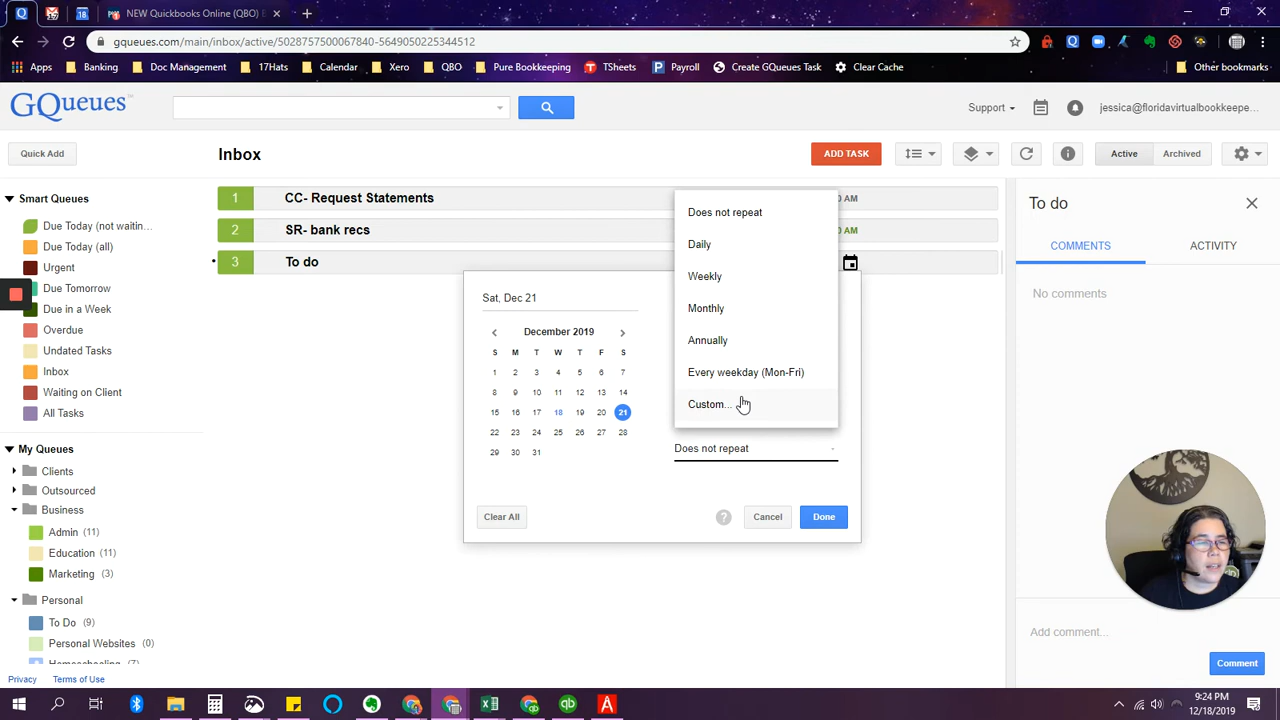 NEW Quickbooks Online (QBO) E
gqueues.com/main/inbox/active/5028757500067840-5649050225344512
Apps Banking Doc Management 17Hats Calendar Xero QBO Pure Bookkeeping TSheets Payroll Create GQueues Task Clear Cache Other bookmarks
GQueues
Support
jessica@floridavirtualbookkeepe...
Quick Add
Inbox
ADD TASK
Active Archived
Smart Queues
Due Today (not waitin...
Due Today (all)
Urgent
Due Tomorrow
Due in a Week
Overdue
Undated Tasks
Inbox
Waiting on Client
All Tasks
My Queues
Clients
Outsourced
Business
Admin (11)
Education (11)
Marketing (3)
Personal
To Do (9)
Personal Websites (0)
Homeschooling (7)
Privacy Terms of Use
1 CC- Request Statements AM
2 SR- bank recs AM
3 To do
Sat, Dec 21
December 2019
S M T W T F S
1 2 3 4 5 6 7
8 9 10 11 12 13 14
15 16 17 18 19 20 21
22 23 24 25 26 27 28
29 30 31
Does not repeat
Daily
Weekly
Monthly
Annually
Every weekday (Mon-Fri)
Custom...
Does not repeat
Clear All
? Cancel Done
To do
COMMENTS ACTIVITY
No comments
Add comment...
Comment
9:24 PM
12/18/2019